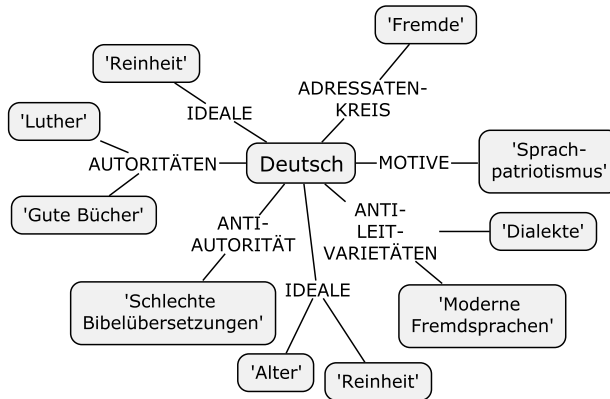 'Fremde'
'Reinheit'
ADRESSATEN-
KREIS
IDEALE
'Luther'
AUTORITÄTEN
Deutsch
MOTIVE
'Sprach-
patriotismus'
'Gute Bücher'
ANTI-
AUTORITÄT
ANTI-
LEIT-
VARIETÄTEN
'Dialekte'
'Schlechte
Bibelübersetzungen'
IDEALE
'Moderne
Fremdsprachen'
'Alter'
'Reinheit'